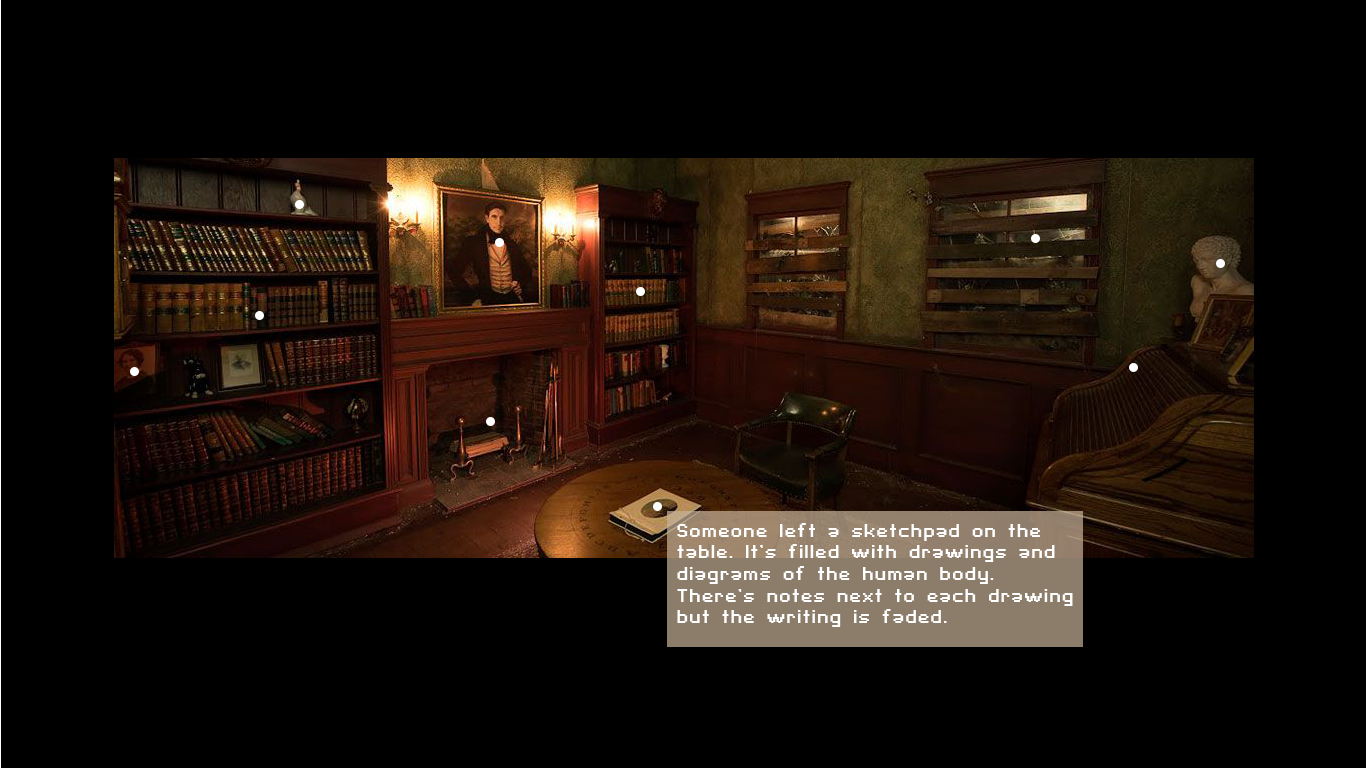 Someone left a sketchpad on the
table. It's filled with drawings and
diagrams of the human body.
There's notes next to each drawing
but the writing is faded.